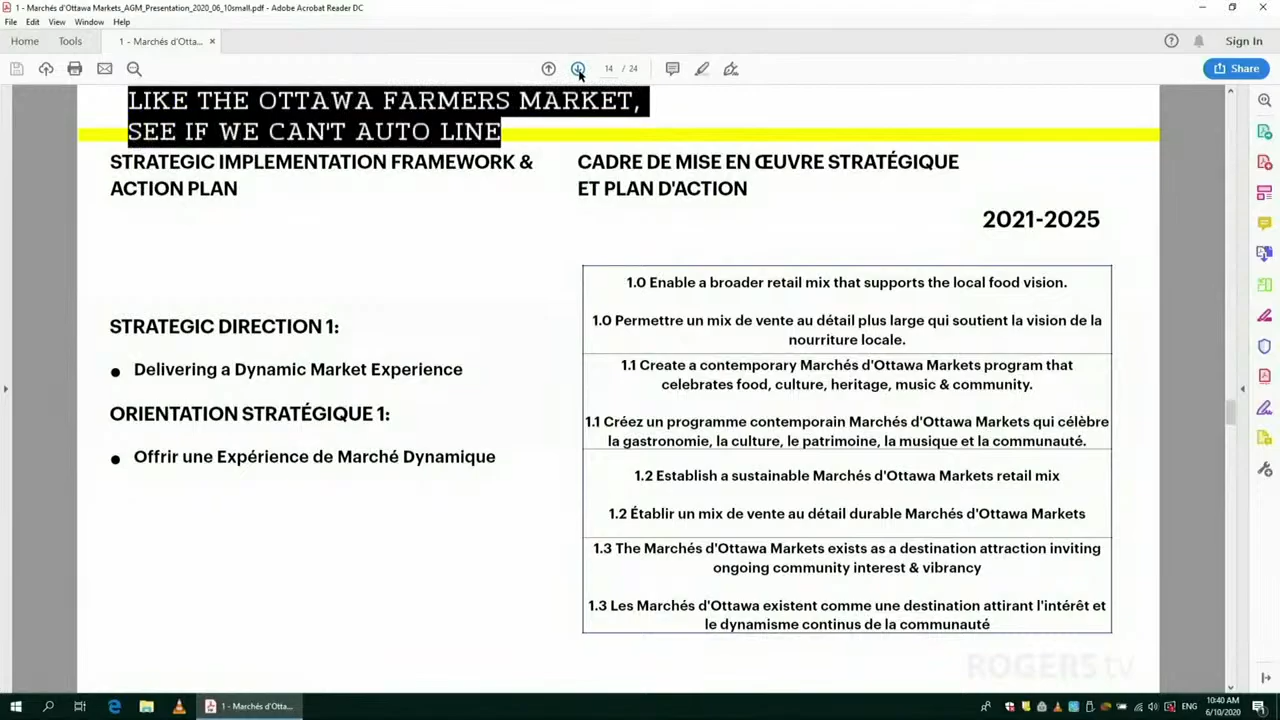 1 - Marchés d'Ottawa Markets_AGM_Presentation_2020_06_10small.pdf - Adobe Acrobat Reader DC
File Edit View Window Help
Home Tools 1 - Marchés d'Otta... × Sign In
14 / 24 Share
LIKE THE OTTAWA FARMERS MARKET,
SEE IF WE CAN'T AUTO LINE
STRATEGIC IMPLEMENTATION FRAMEWORK &
ACTION PLAN
CADRE DE MISE EN ŒUVRE STRATÉGIQUE
ET PLAN D'ACTION
2021-2025
STRATEGIC DIRECTION 1:
● Delivering a Dynamic Market Experience
ORIENTATION STRATÉGIQUE 1:
● Offrir une Expérience de Marché Dynamique
1.0 Enable a broader retail mix that supports the local food vision.
1.0 Permettre un mix de vente au détail plus large qui soutient la vision de la
nourriture locale.
1.1 Create a contemporary Marchés d'Ottawa Markets program that
celebrates food, culture, heritage, music & community.
1.1 Créez un programme contemporain Marchés d'Ottawa Markets qui célèbre
la gastronomie, la culture, le patrimoine, la musique et la communauté.
1.2 Establish a sustainable Marchés d'Ottawa Markets retail mix
1.2 Établir un mix de vente au détail durable Marchés d'Ottawa Markets
1.3 The Marchés d'Ottawa Markets exists as a destination attraction inviting
ongoing community interest & vibrancy
1.3 Les Marchés d'Ottawa existent comme une destination attirant l'intérêt et
le dynamisme continus de la communauté
ROGERS tv
1 - Marchés d'Otta...
ENG
10:40 AM
6/10/2020